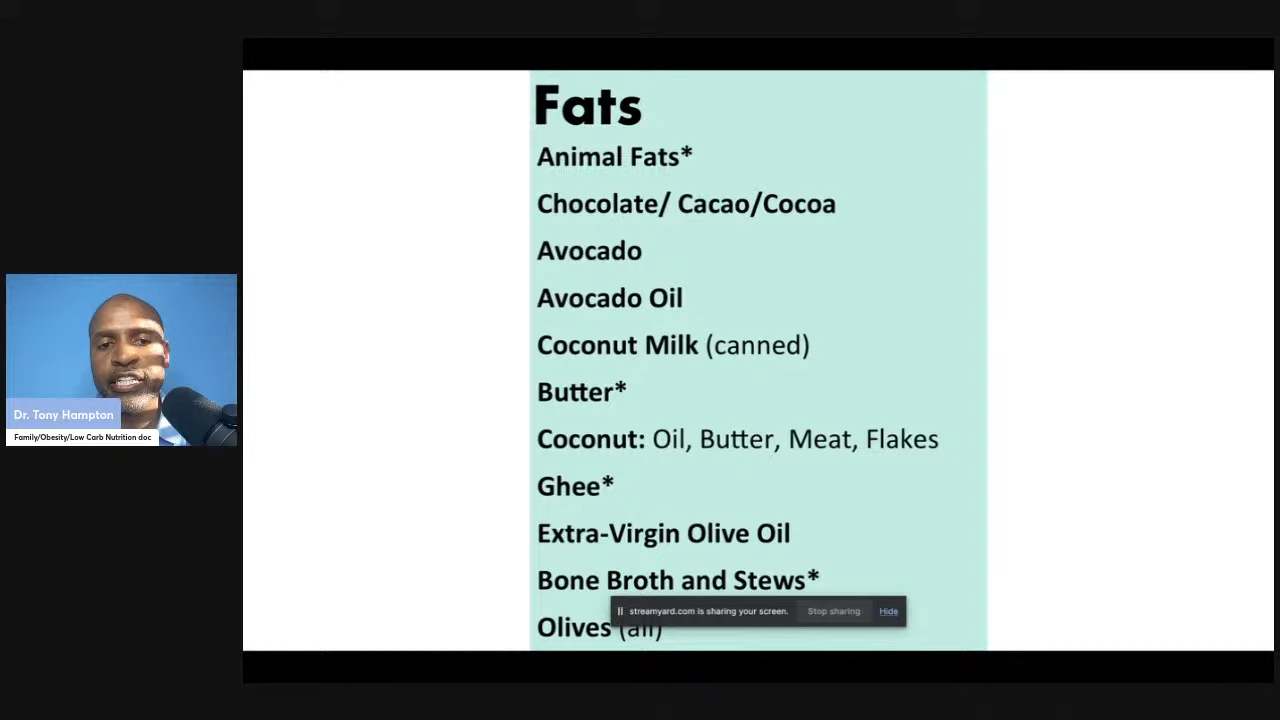 Fats
Animal Fats*
Chocolate/ Cacao/Cocoa
Avocado
Avocado Oil
Coconut Milk (canned)
Butter*
Coconut: Oil, Butter, Meat, Flakes
Ghee*
Extra-Virgin Olive Oil
Bone Broth and Stews*
streamyard.com is sharing your screen. Stop sharing Hide
Olives (all)
Dr. Tony Hampton
Family/Obesity/Low Carb Nutrition doc